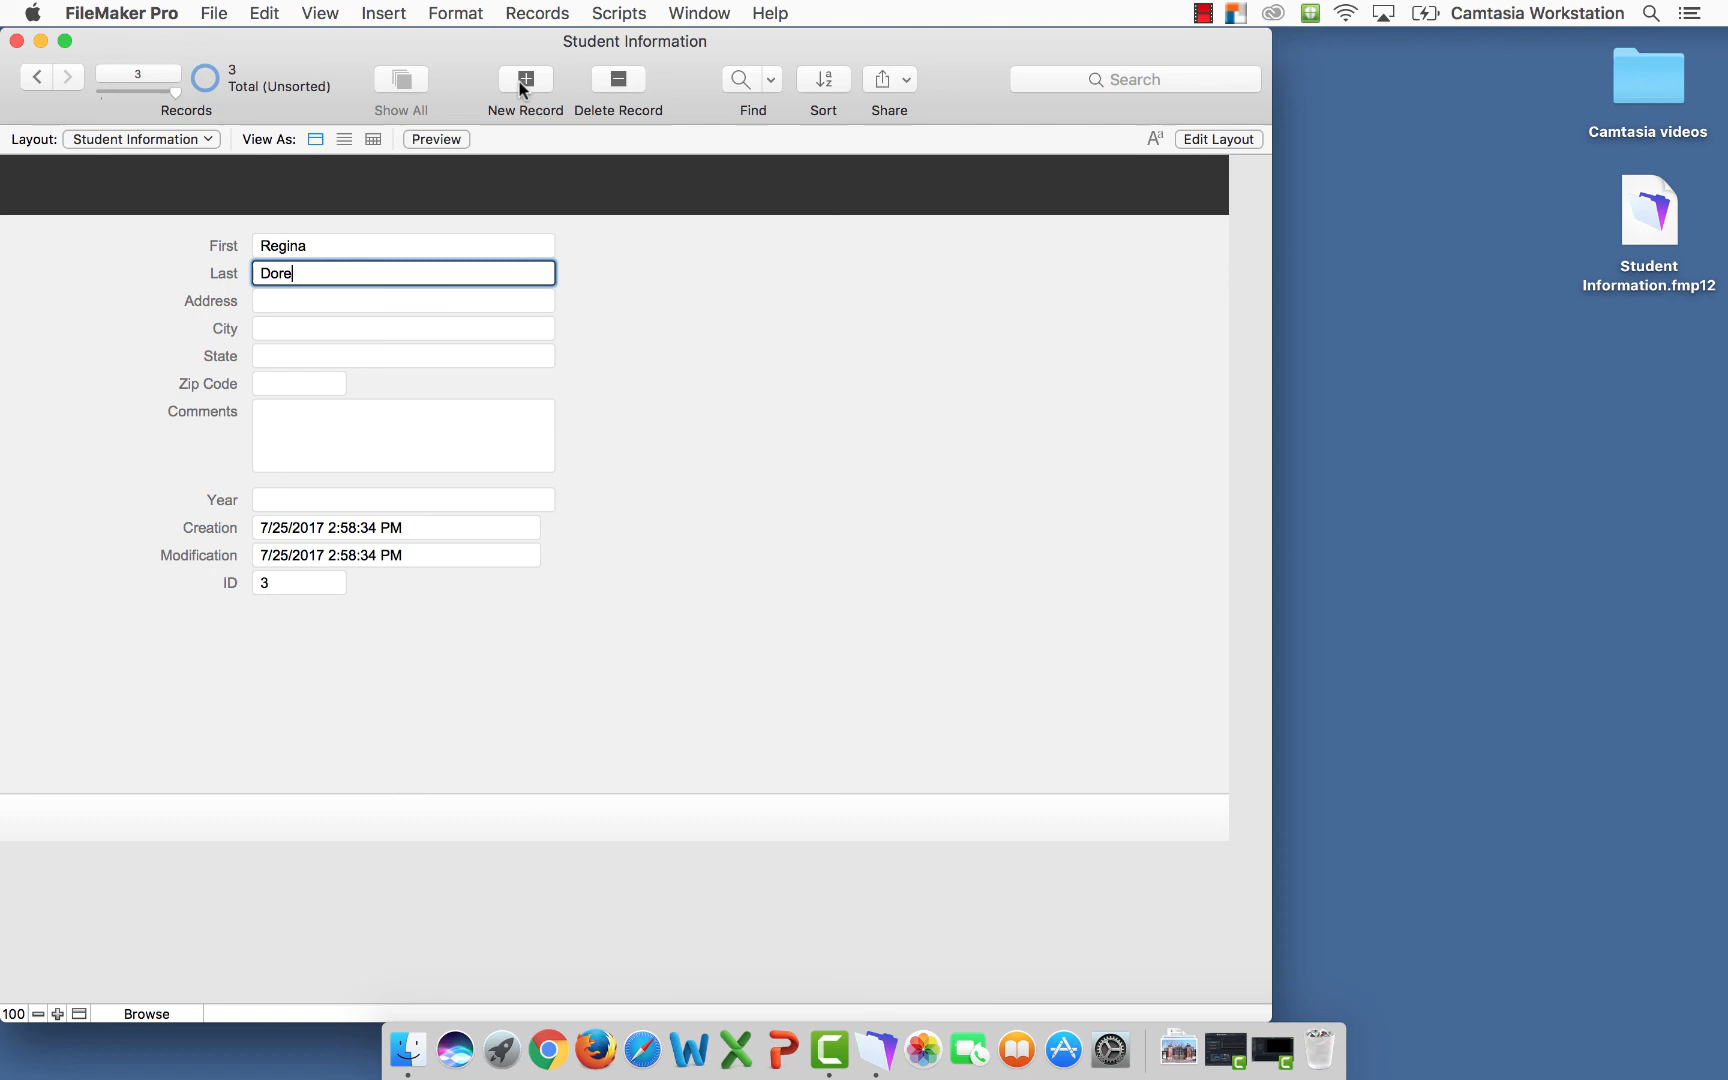 FileMaker Pro File Edit View Insert Format Records Scripts Window Help Camtasia Workstation
Student Information
3 3 Total (Unsorted)
Records Show All New Record Delete Record Find Sort Share Search
Layout: Student Information View As: Preview Aa Edit Layout
First Regina
Last Dore
Address
City
State
Zip Code
Comments
Year
Creation 7/25/2017 2:58:34 PM
Modification 7/25/2017 2:58:34 PM
ID 3
100 Browse
Camtasia videos
Student
Information.fmp12